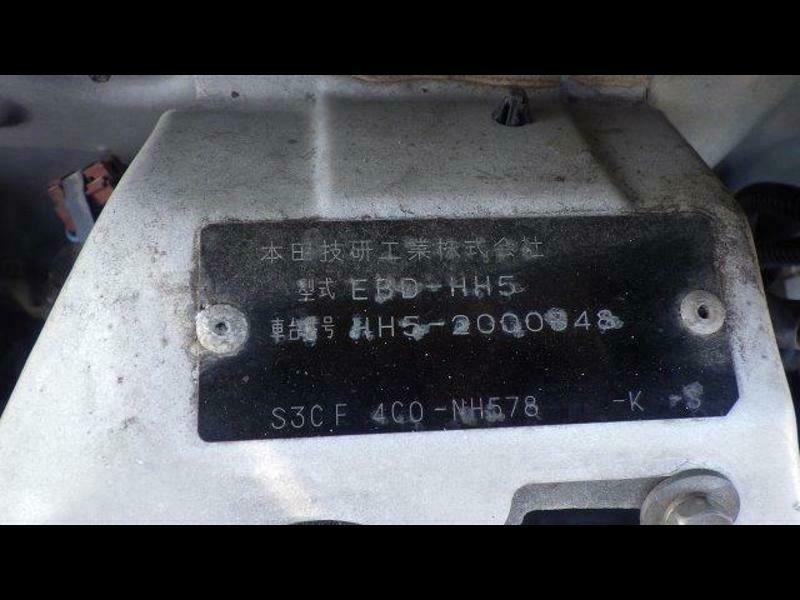 本田技研工業株式会社
型式 EBD-HH5
車台番号 HH5-2000848
S3CF 4C0-NH578 -K -S